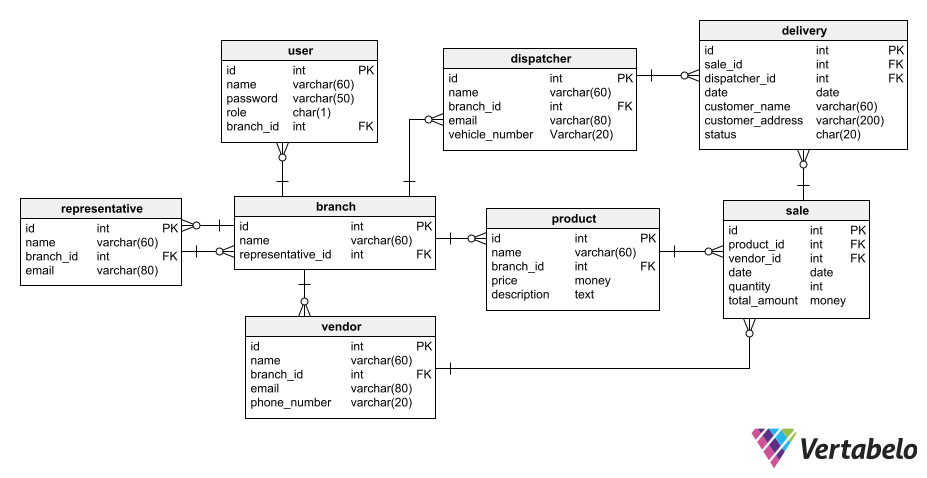 user
id int PK
name varchar(60)
password varchar(50)
role char(1)
branch_id int FK
dispatcher
id int PK
name varchar(60)
branch_id int FK
email varchar(80)
vehicle_number Varchar(20)
delivery
id int PK
sale_id int FK
dispatcher_id int FK
date date
customer_name varchar(60)
customer_address varchar(200)
status char(20)
representative
id int PK
name varchar(60)
branch_id int FK
email varchar(80)
branch
id int PK
name varchar(60)
representative_id int FK
product
id int PK
name varchar(60)
branch_id int FK
price money
description text
sale
id int PK
product_id int FK
vendor_id int FK
date date
quantity int
total_amount money
vendor
id int PK
name varchar(60)
branch_id int FK
email varchar(80)
phone_number varchar(20)
Vertabelo